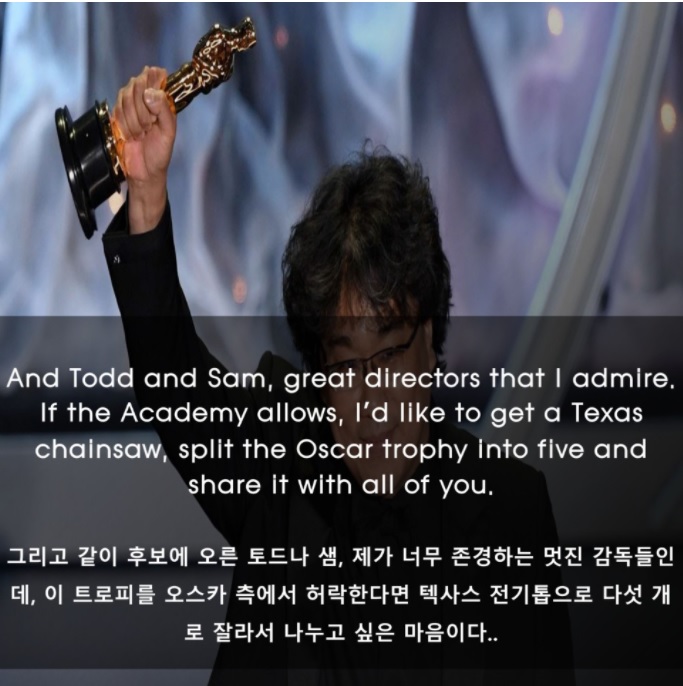 And Todd and Sam, great directors that I admire.
If the Academy allows, I'd like to get a Texas
chainsaw, split the Oscar trophy into five and
share it with all of you.
그리고 같이 후보에 오른 토드나 샘, 제가 너무 존경하는 멋진 감독들인
데, 이 트로피를 오스카 측에서 허락한다면 텍사스 전기톱으로 다섯 개
로 잘라서 나누고 싶은 마음이다..